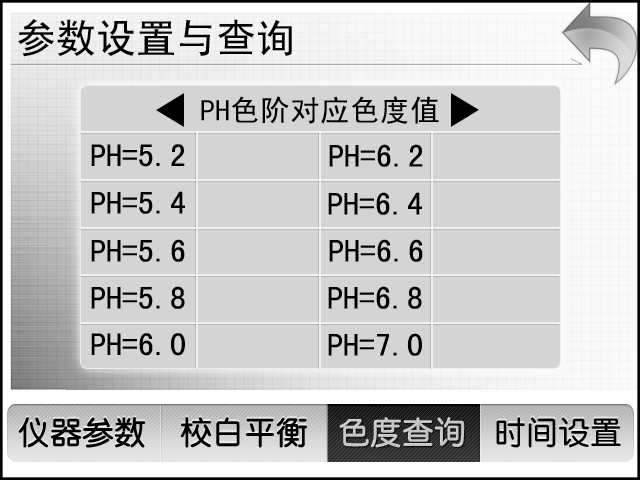 参数设置与查询
PH色阶对应色度值
PH=5.2 PH=6.2
PH=5.4 PH=6.4
PH=5.6 PH=6.6
PH=5.8 PH=6.8
PH=6.0 PH=7.0
仪器参数 校白平衡 色度查询 时间设置